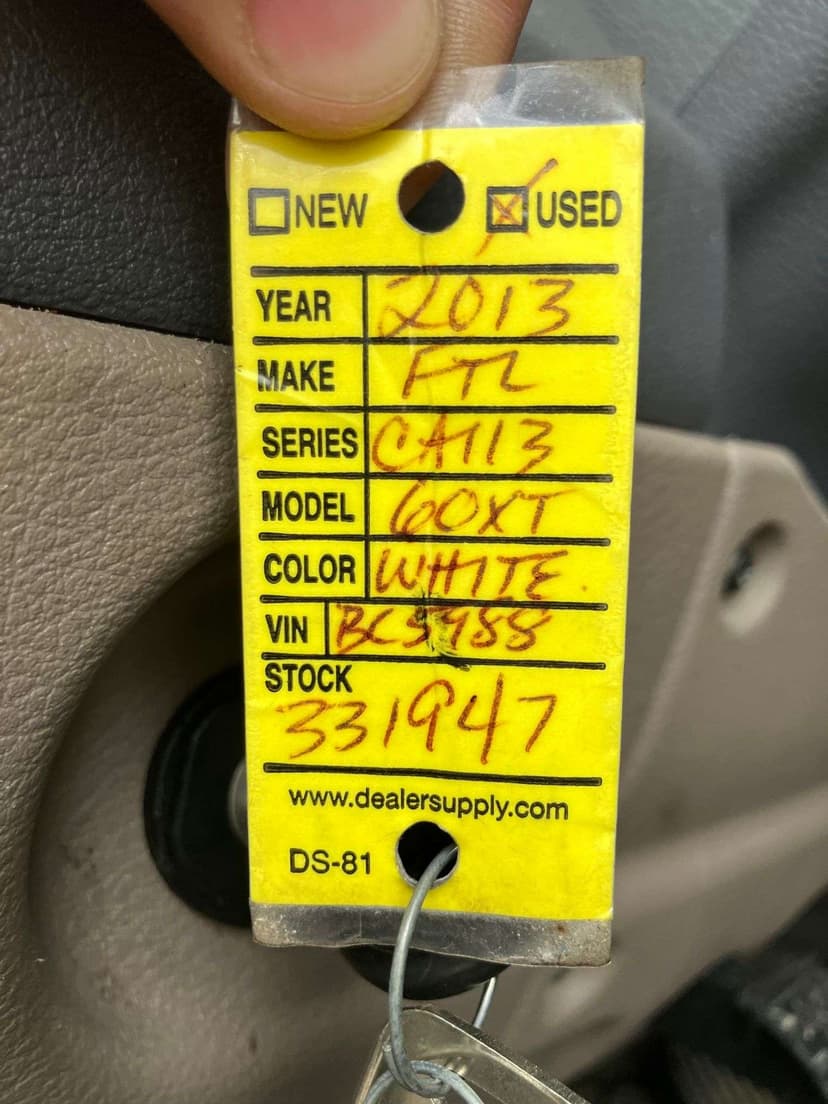 NEW USED
YEAR 2013
MAKE FTL
SERIES CA113
MODEL 60XT
COLOR WHITE
VIN BC5988
STOCK
331947
www.dealersupply.com
DS-81